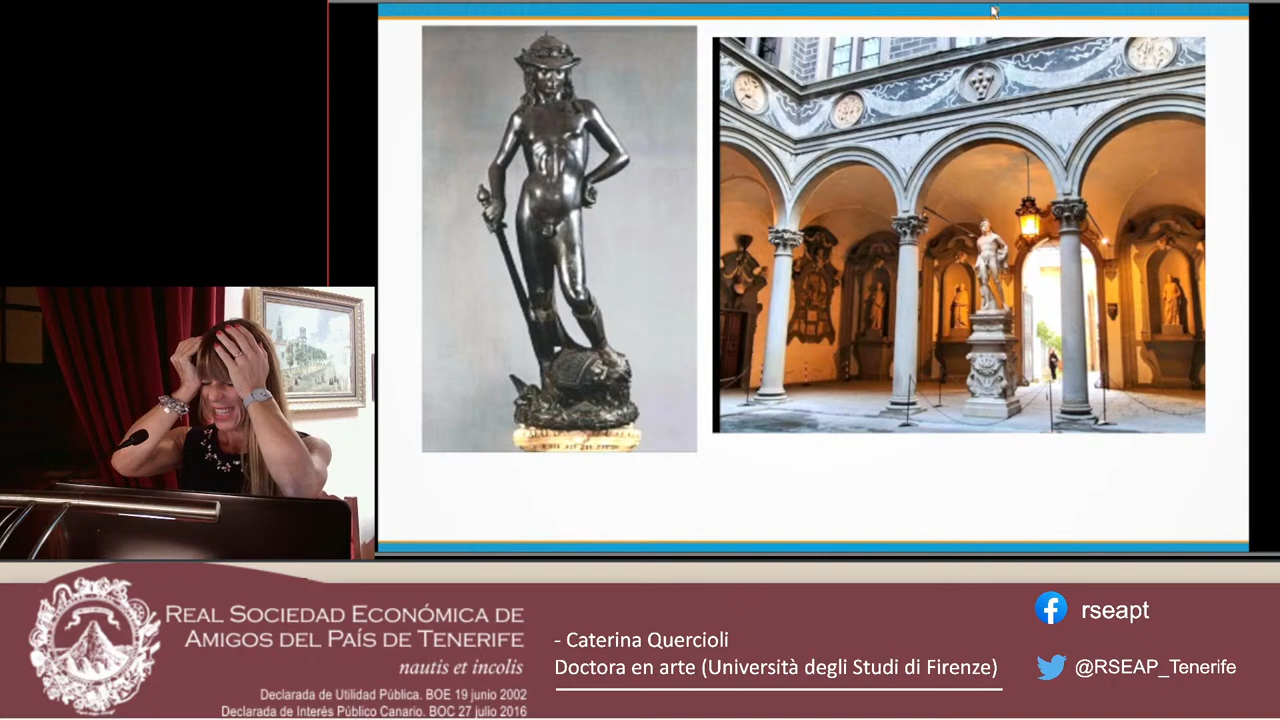 REAL SOCIEDAD ECONÓMICA DE
AMIGOS DEL PAÍS DE TENERIFE
nautis et incolis
Declarada de Utilidad Pública. BOE 19 junio 2002
Declarada de Interés Público Canario. BOC 27 julio 2016
- Caterina Quercioli
Doctora en arte (Università degli Studi di Firenze)
rseapt
@RSEAP_Tenerife